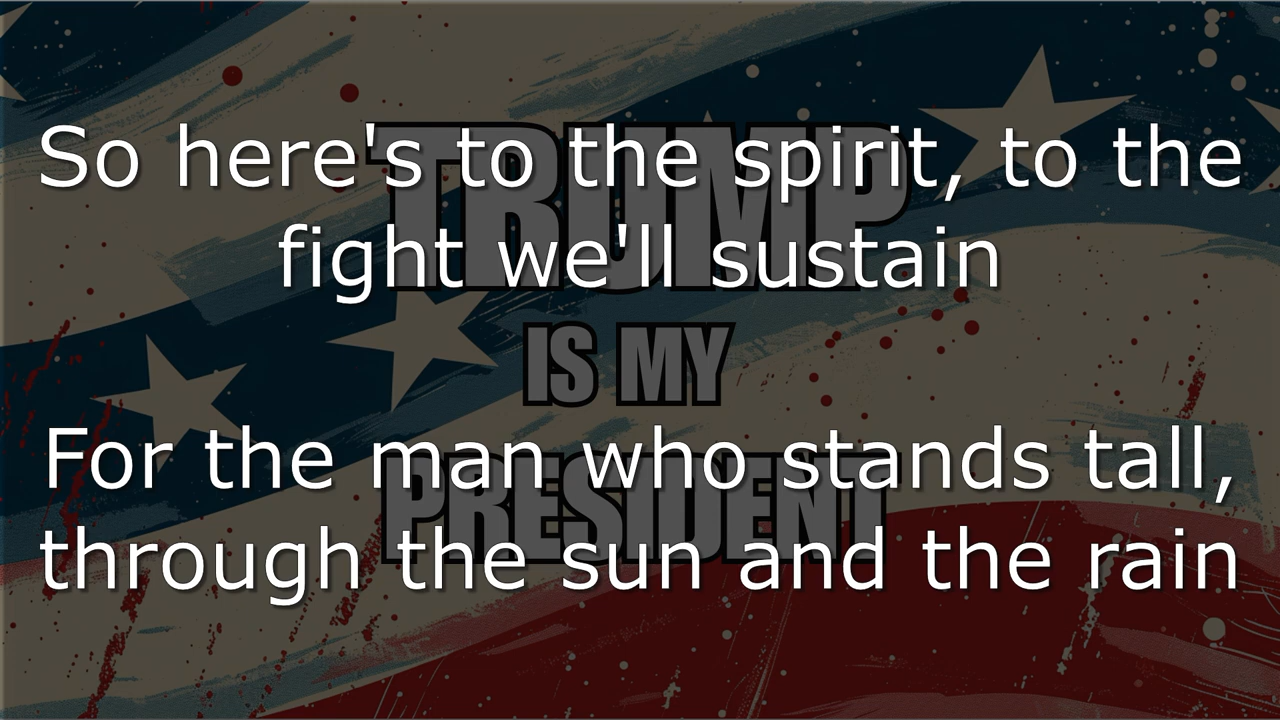 So here's to the spirit, to the
fight we'll sustain
For the man who stands tall,
through the sun and the rain
TRUMP
IS MY
PRESIDENT